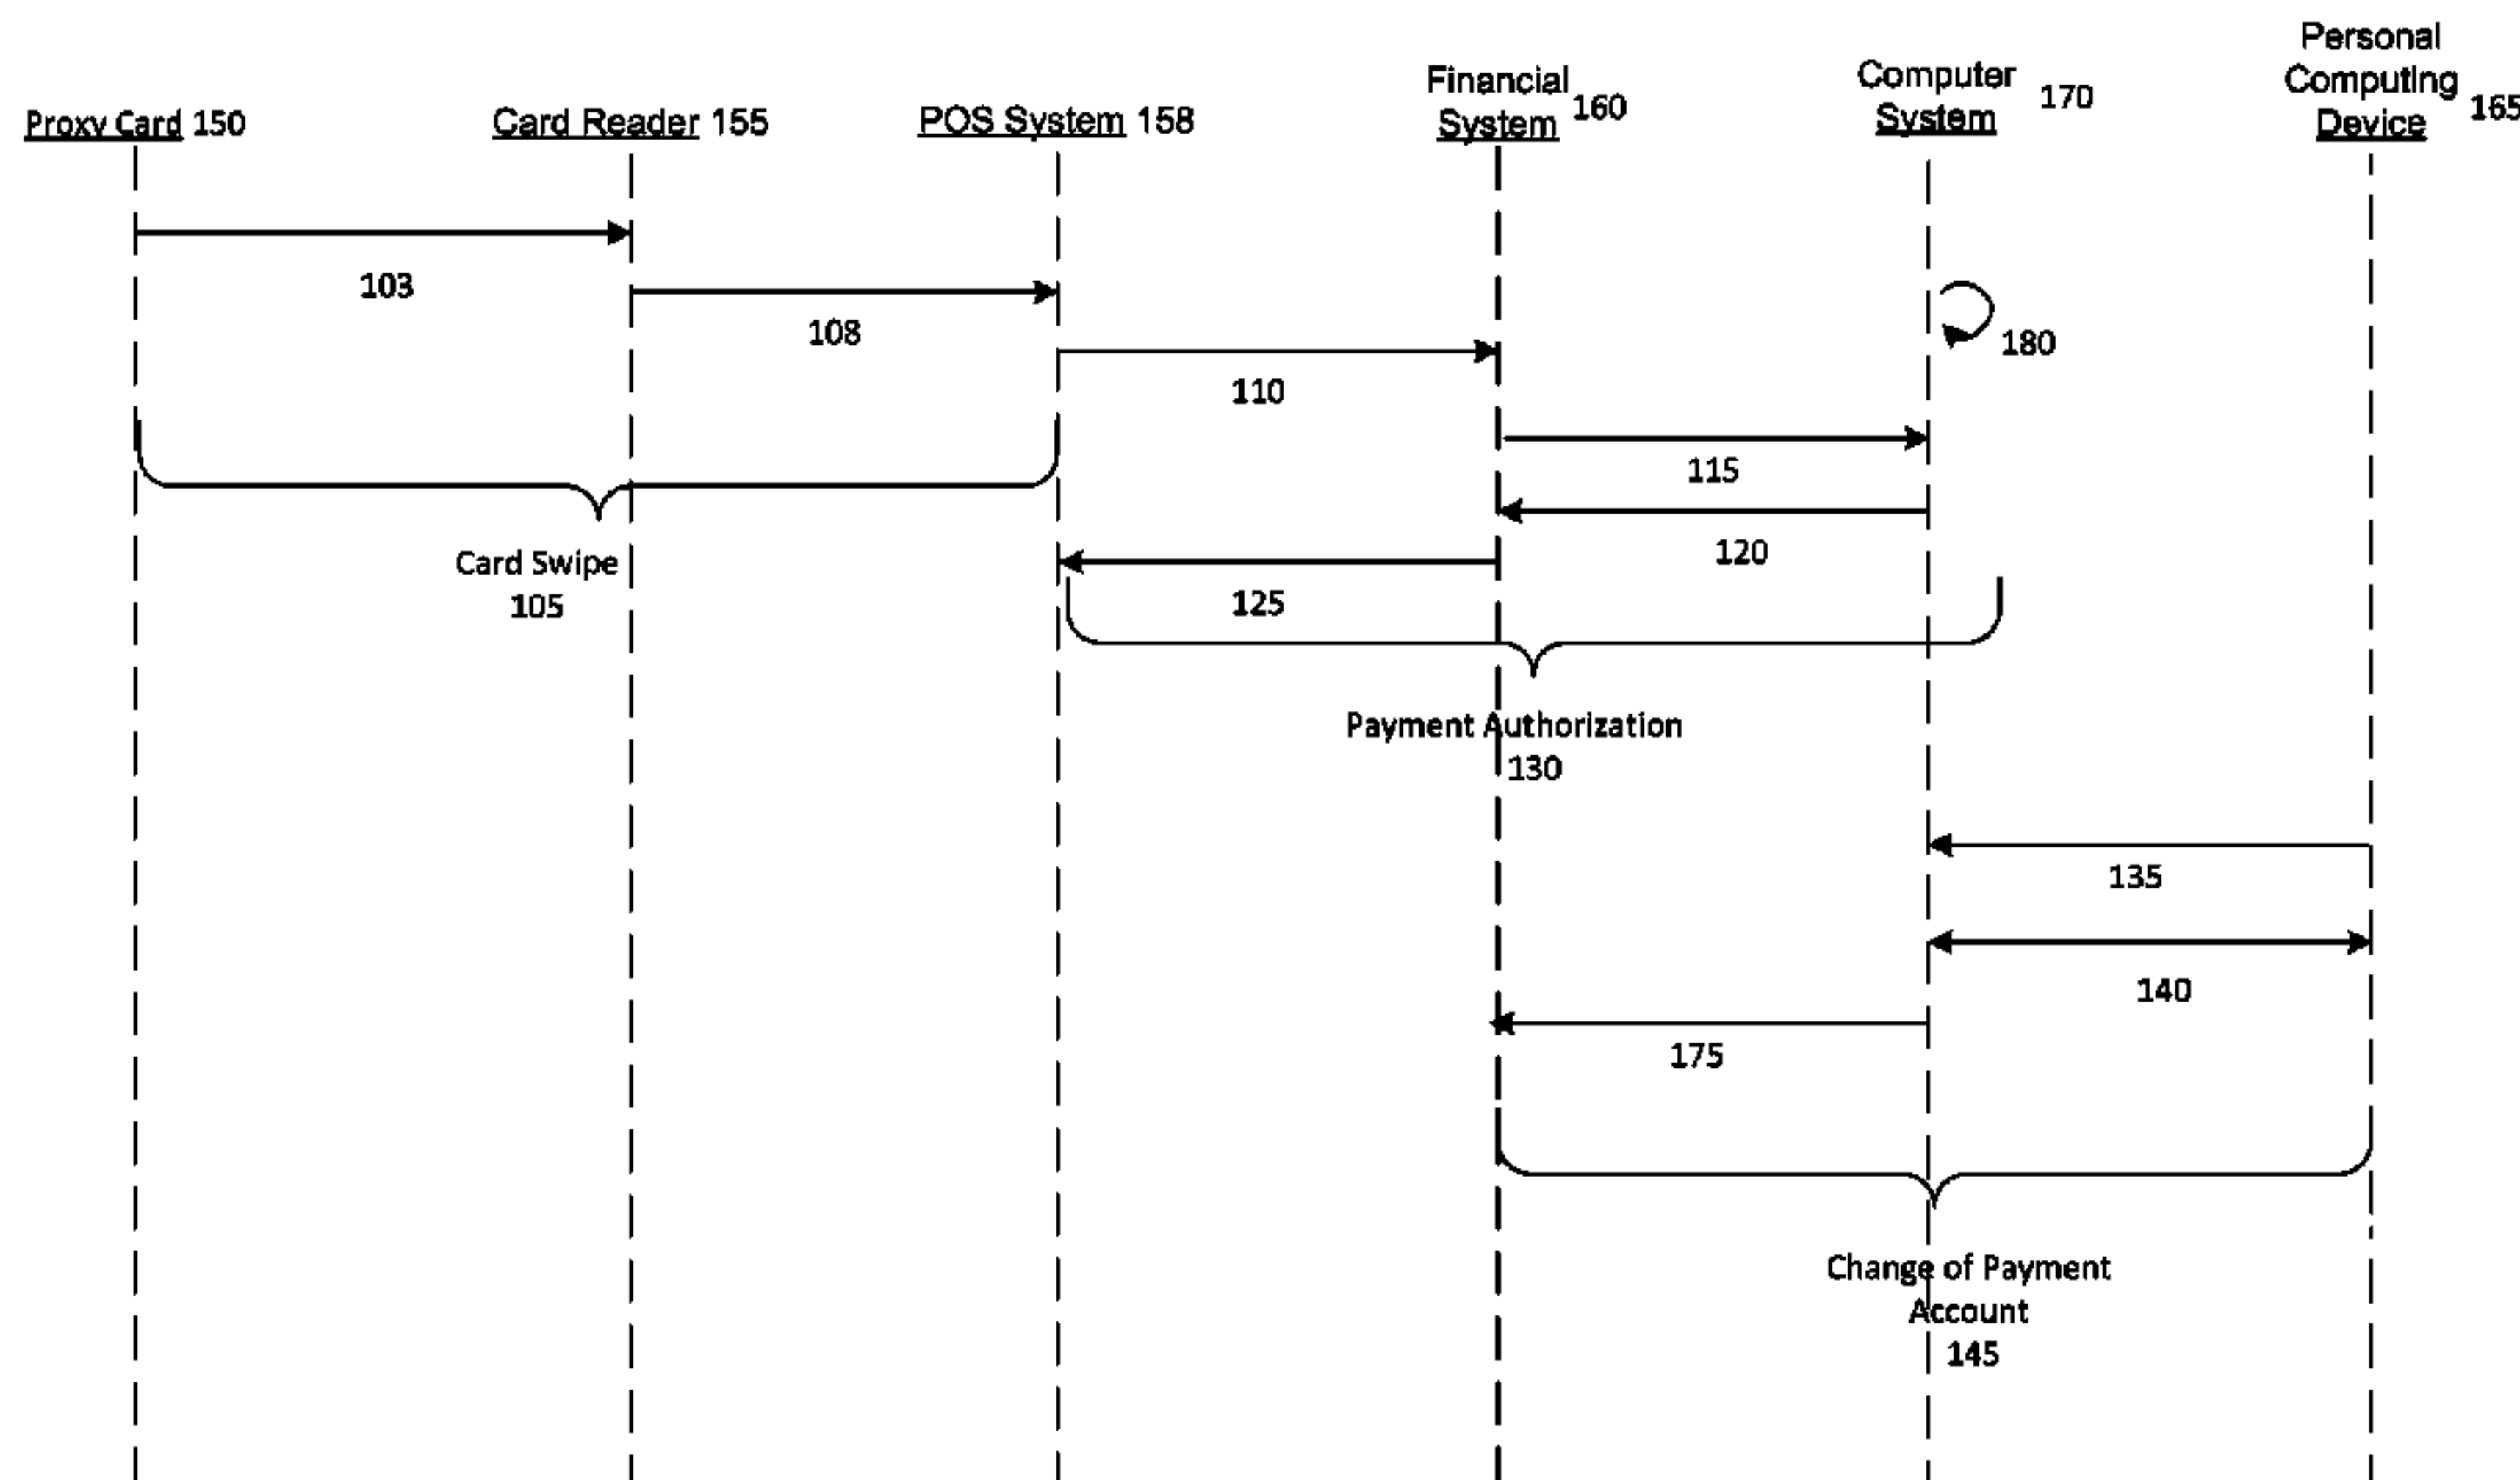 Proxy Card 150
Card Reader 155
POS System 158
Financial
System 160
Computer
System 170
Personal
Computing
Device 165
103
108
180
110
115
120
Card Swipe
105
125
Payment Authorization
130
135
140
175
Change of Payment
Account
145